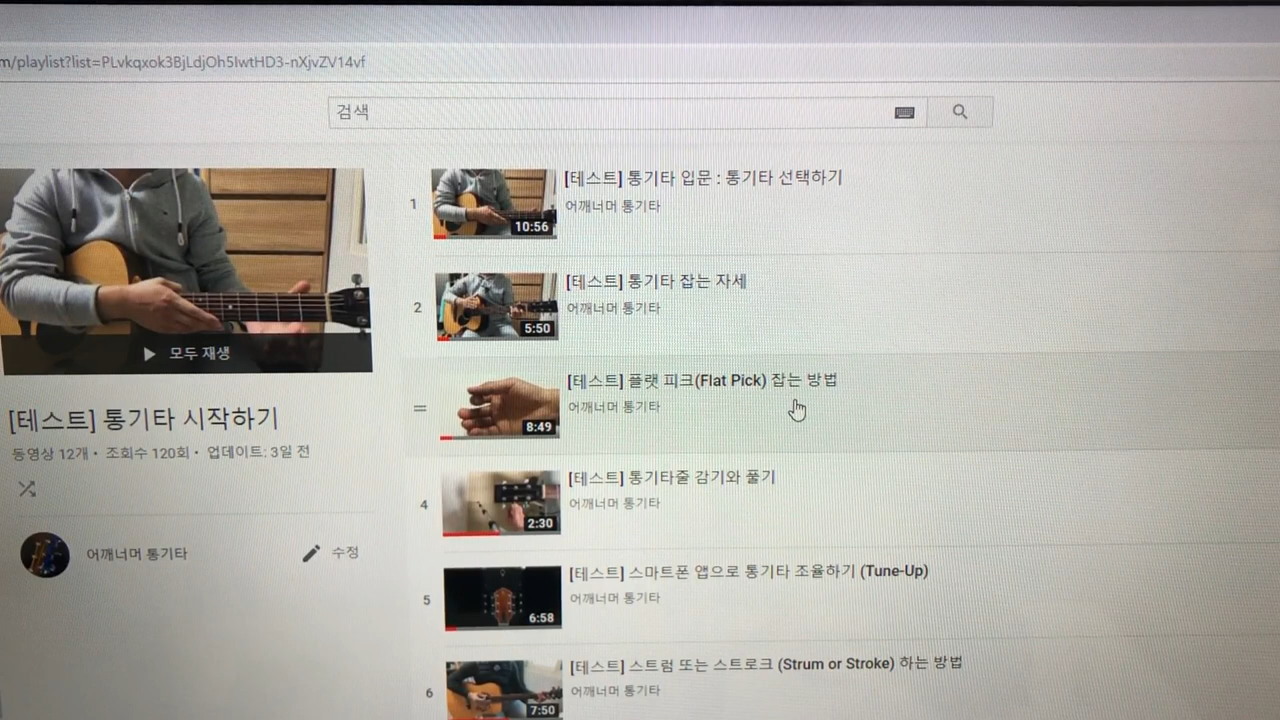 m/playlist?list=PLvkqxok3BjLdjOh5IwtHD3-nXjvZV14vf
검색
모두 재생
[테스트] 통기타 시작하기
동영상 12개 • 조회수 120회 • 업데이트: 3일 전
어깨너머 통기타
수정
1
10:56
[테스트] 통기타 입문 : 통기타 선택하기
어깨너머 통기타
2
5:50
[테스트] 통기타 잡는 자세
어깨너머 통기타
8:49
[테스트] 플랫 피크(Flat Pick) 잡는 방법
어깨너머 통기타
4
2:30
[테스트] 통기타줄 감기와 풀기
어깨너머 통기타
5
6:58
[테스트] 스마트폰 앱으로 통기타 조율하기 (Tune-Up)
어깨너머 통기타
6
7:50
[테스트] 스트럼 또는 스트로크 (Strum or Stroke) 하는 방법
어깨너머 통기타